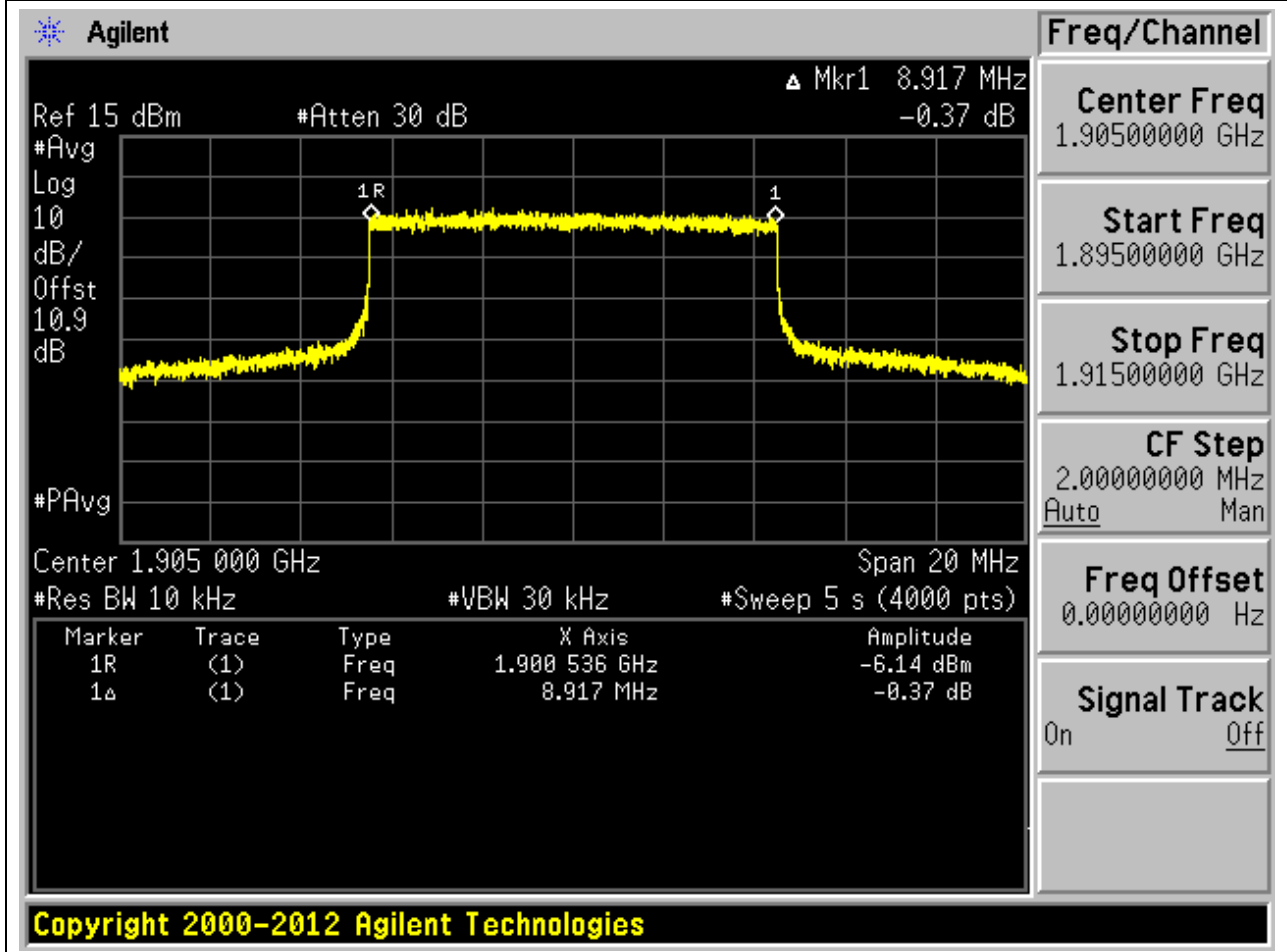 Agilent
Freq/Channel
Δ Mkr1 8.917 MHz
Ref 15 dBm #Atten 30 dB -0.37 dB
#Avg
Log
10
dB/
Offst
10.9
dB
1R
1
#PAvg
Center 1.905 000 GHz Span 20 MHz
#Res BW 10 kHz #VBW 30 kHz #Sweep 5 s (4000 pts)
Marker Trace Type X Axis Amplitude
1R (1) Freq 1.900 536 GHz -6.14 dBm
1Δ (1) Freq 8.917 MHz -0.37 dB
Center Freq
1.90500000 GHz
Start Freq
1.89500000 GHz
Stop Freq
1.91500000 GHz
CF Step
2.00000000 MHz
Auto Man
Freq Offset
0.00000000 Hz
Signal Track
On Off
Copyright 2000-2012 Agilent Technologies